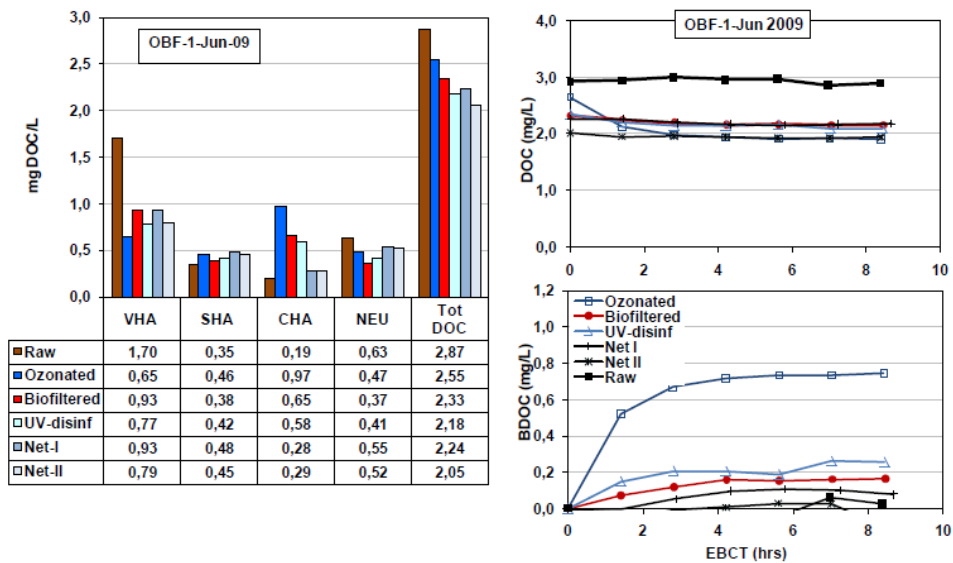 OBF-1-Jun-09
mgDOC/L
3,0
2,5
2,0
1,5
1,0
0,5
0,0
VHA SHA CHA NEU Tot DOC
Raw 1,70 0,35 0,19 0,63 2,87
Ozonated 0,65 0,46 0,97 0,47 2,55
Biofiltered 0,93 0,38 0,65 0,37 2,33
UV-disinf 0,77 0,42 0,58 0,41 2,18
Net-I 0,93 0,48 0,28 0,55 2,24
Net-II 0,79 0,45 0,29 0,52 2,05
OBF-1-Jun 2009
DOC (mg/L)
4,0
3,0
2,0
1,0
0,0
0 2 4 6 8 10
BDOC (mg/L)
1,2
1,0
0,8
0,6
0,4
0,2
0,0
Ozonated
Biofiltered
UV-disinf
Net I
Net II
Raw
0 2 4 6 8 10
EBCT (hrs)